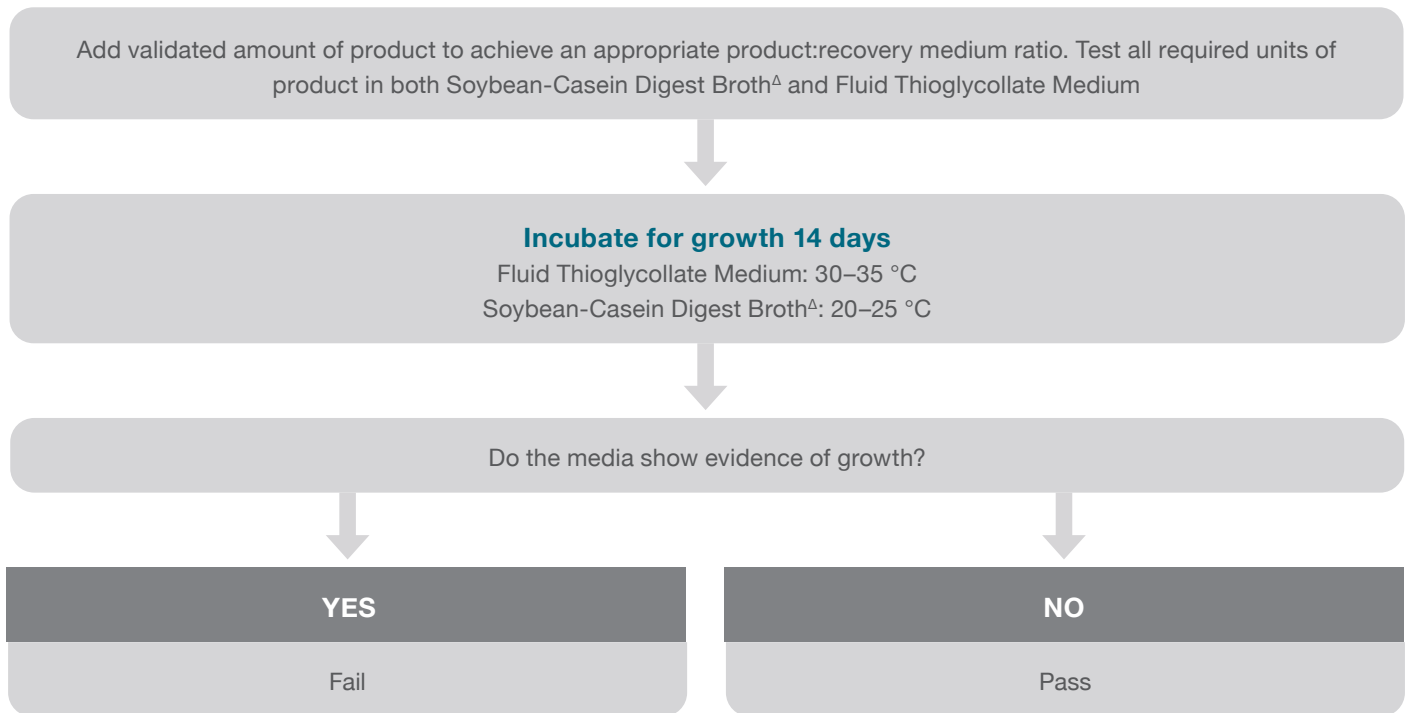 Add validated amount of product to achieve an appropriate product:recovery medium ratio. Test all required units of
product in both Soybean-Casein Digest Broth^Δ and Fluid Thioglycollate Medium
Incubate for growth 14 days
Fluid Thioglycollate Medium: 30–35 °C
Soybean-Casein Digest Broth^Δ: 20–25 °C
Do the media show evidence of growth?
YES
Fail
NO
Pass